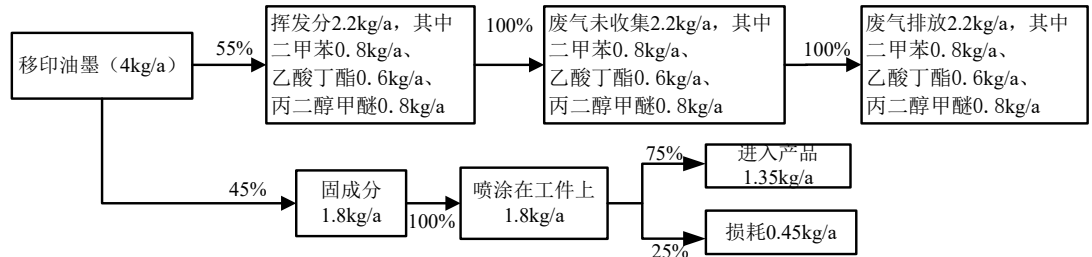 移印油墨（4kg/a）
55%
挥发分2.2kg/a，其中
二甲苯0.8kg/a、
乙酸丁酯0.6kg/a、
丙二醇甲醚0.8kg/a
100%
废气未收集2.2kg/a，其中
二甲苯0.8kg/a、
乙酸丁酯0.6kg/a、
丙二醇甲醚0.8kg/a
100%
废气排放2.2kg/a，其中
二甲苯0.8kg/a、
乙酸丁酯0.6kg/a、
丙二醇甲醚0.8kg/a
45%
固成分
1.8kg/a
100%
喷涂在工件上
1.8kg/a
75%
进入产品
1.35kg/a
25%
损耗0.45kg/a